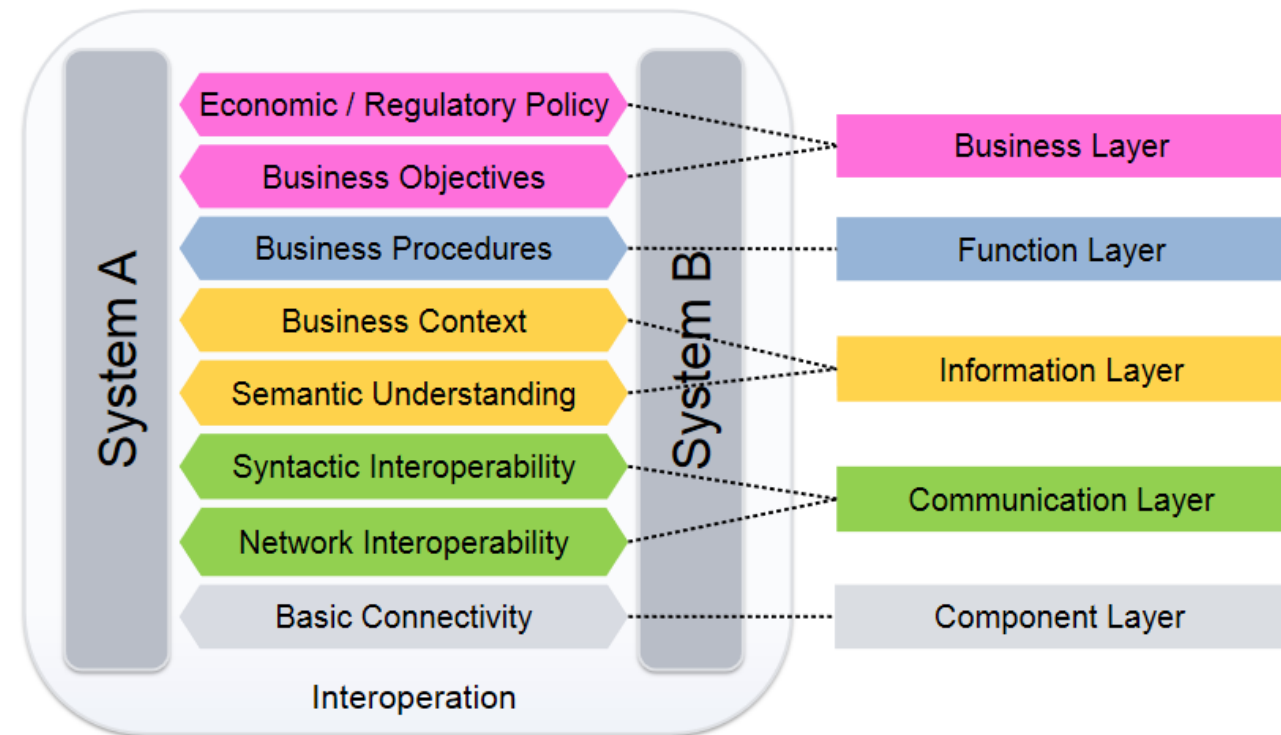 System A
Economic / Regulatory Policy
Business Objectives
Business Procedures
Business Context
Semantic Understanding
Syntactic Interoperability
Network Interoperability
Basic Connectivity
System B
Interoperation
Business Layer
Function Layer
Information Layer
Communication Layer
Component Layer